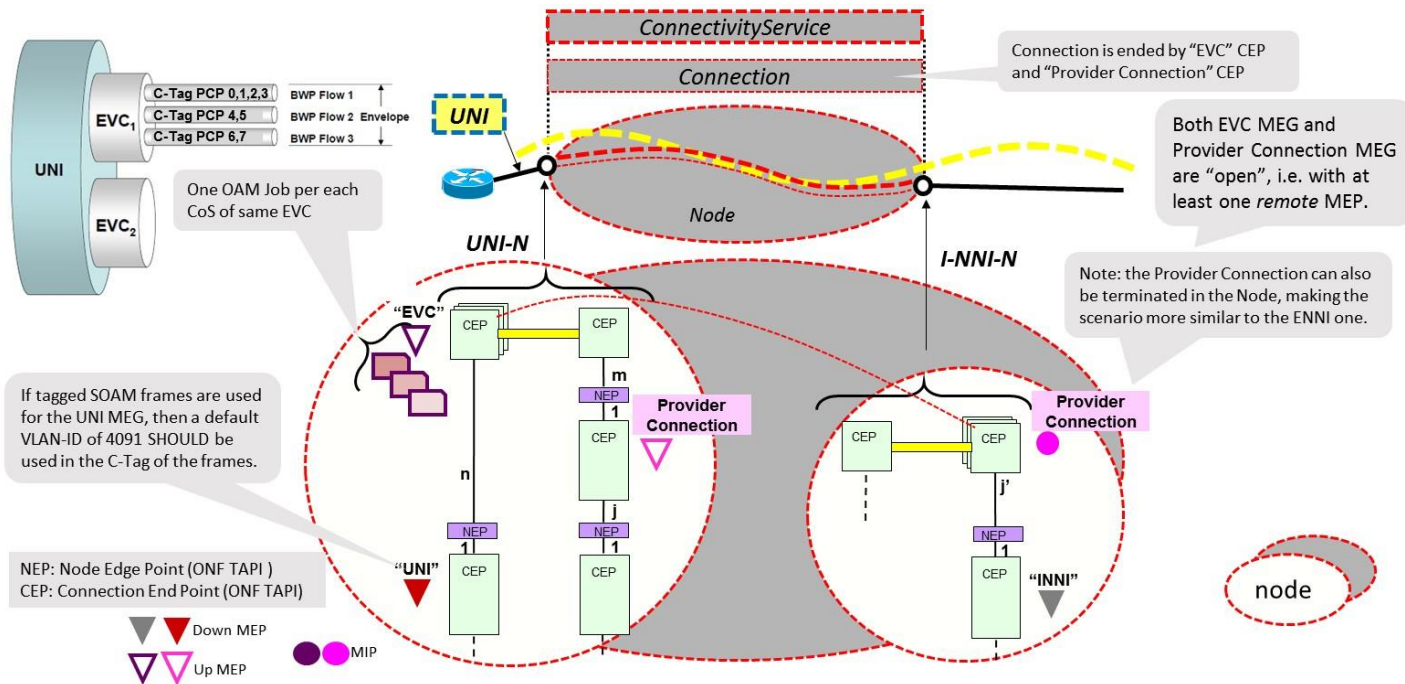 ConnectivityService
Connection
Connection is ended by “EVC” CEP
and “Provider Connection” CEP
UNI
EVC1
EVC2
C-Tag PCP 0,1,2,3
C-Tag PCP 4,5
C-Tag PCP 6,7
BWP Flow 1
BWP Flow 2 Envelope
BWP Flow 3
UNI
Both EVC MEG and
Provider Connection MEG
are “open”, i.e. with at
least one remote MEP.
One OAM Job per each
CoS of same EVC
Node
UNI-N
I-NNI-N
Note: the Provider Connection can also
be terminated in the Node, making the
scenario more similar to the ENNI one.
“EVC”
CEP
CEP
m
NEP
1
Provider
Connection
CEP
n
j
NEP
1
NEP
1
CEP
CEP
“UNI”
If tagged SOAM frames are used
for the UNI MEG, then a default
VLAN-ID of 4091 SHOULD be
used in the C-Tag of the frames.
Provider
Connection
CEP
CEP
j’
NEP
1
CEP
“INNI”
node
NEP: Node Edge Point (ONF TAPI )
CEP: Connection End Point (ONF TAPI)
Down MEP
Up MEP
MIP